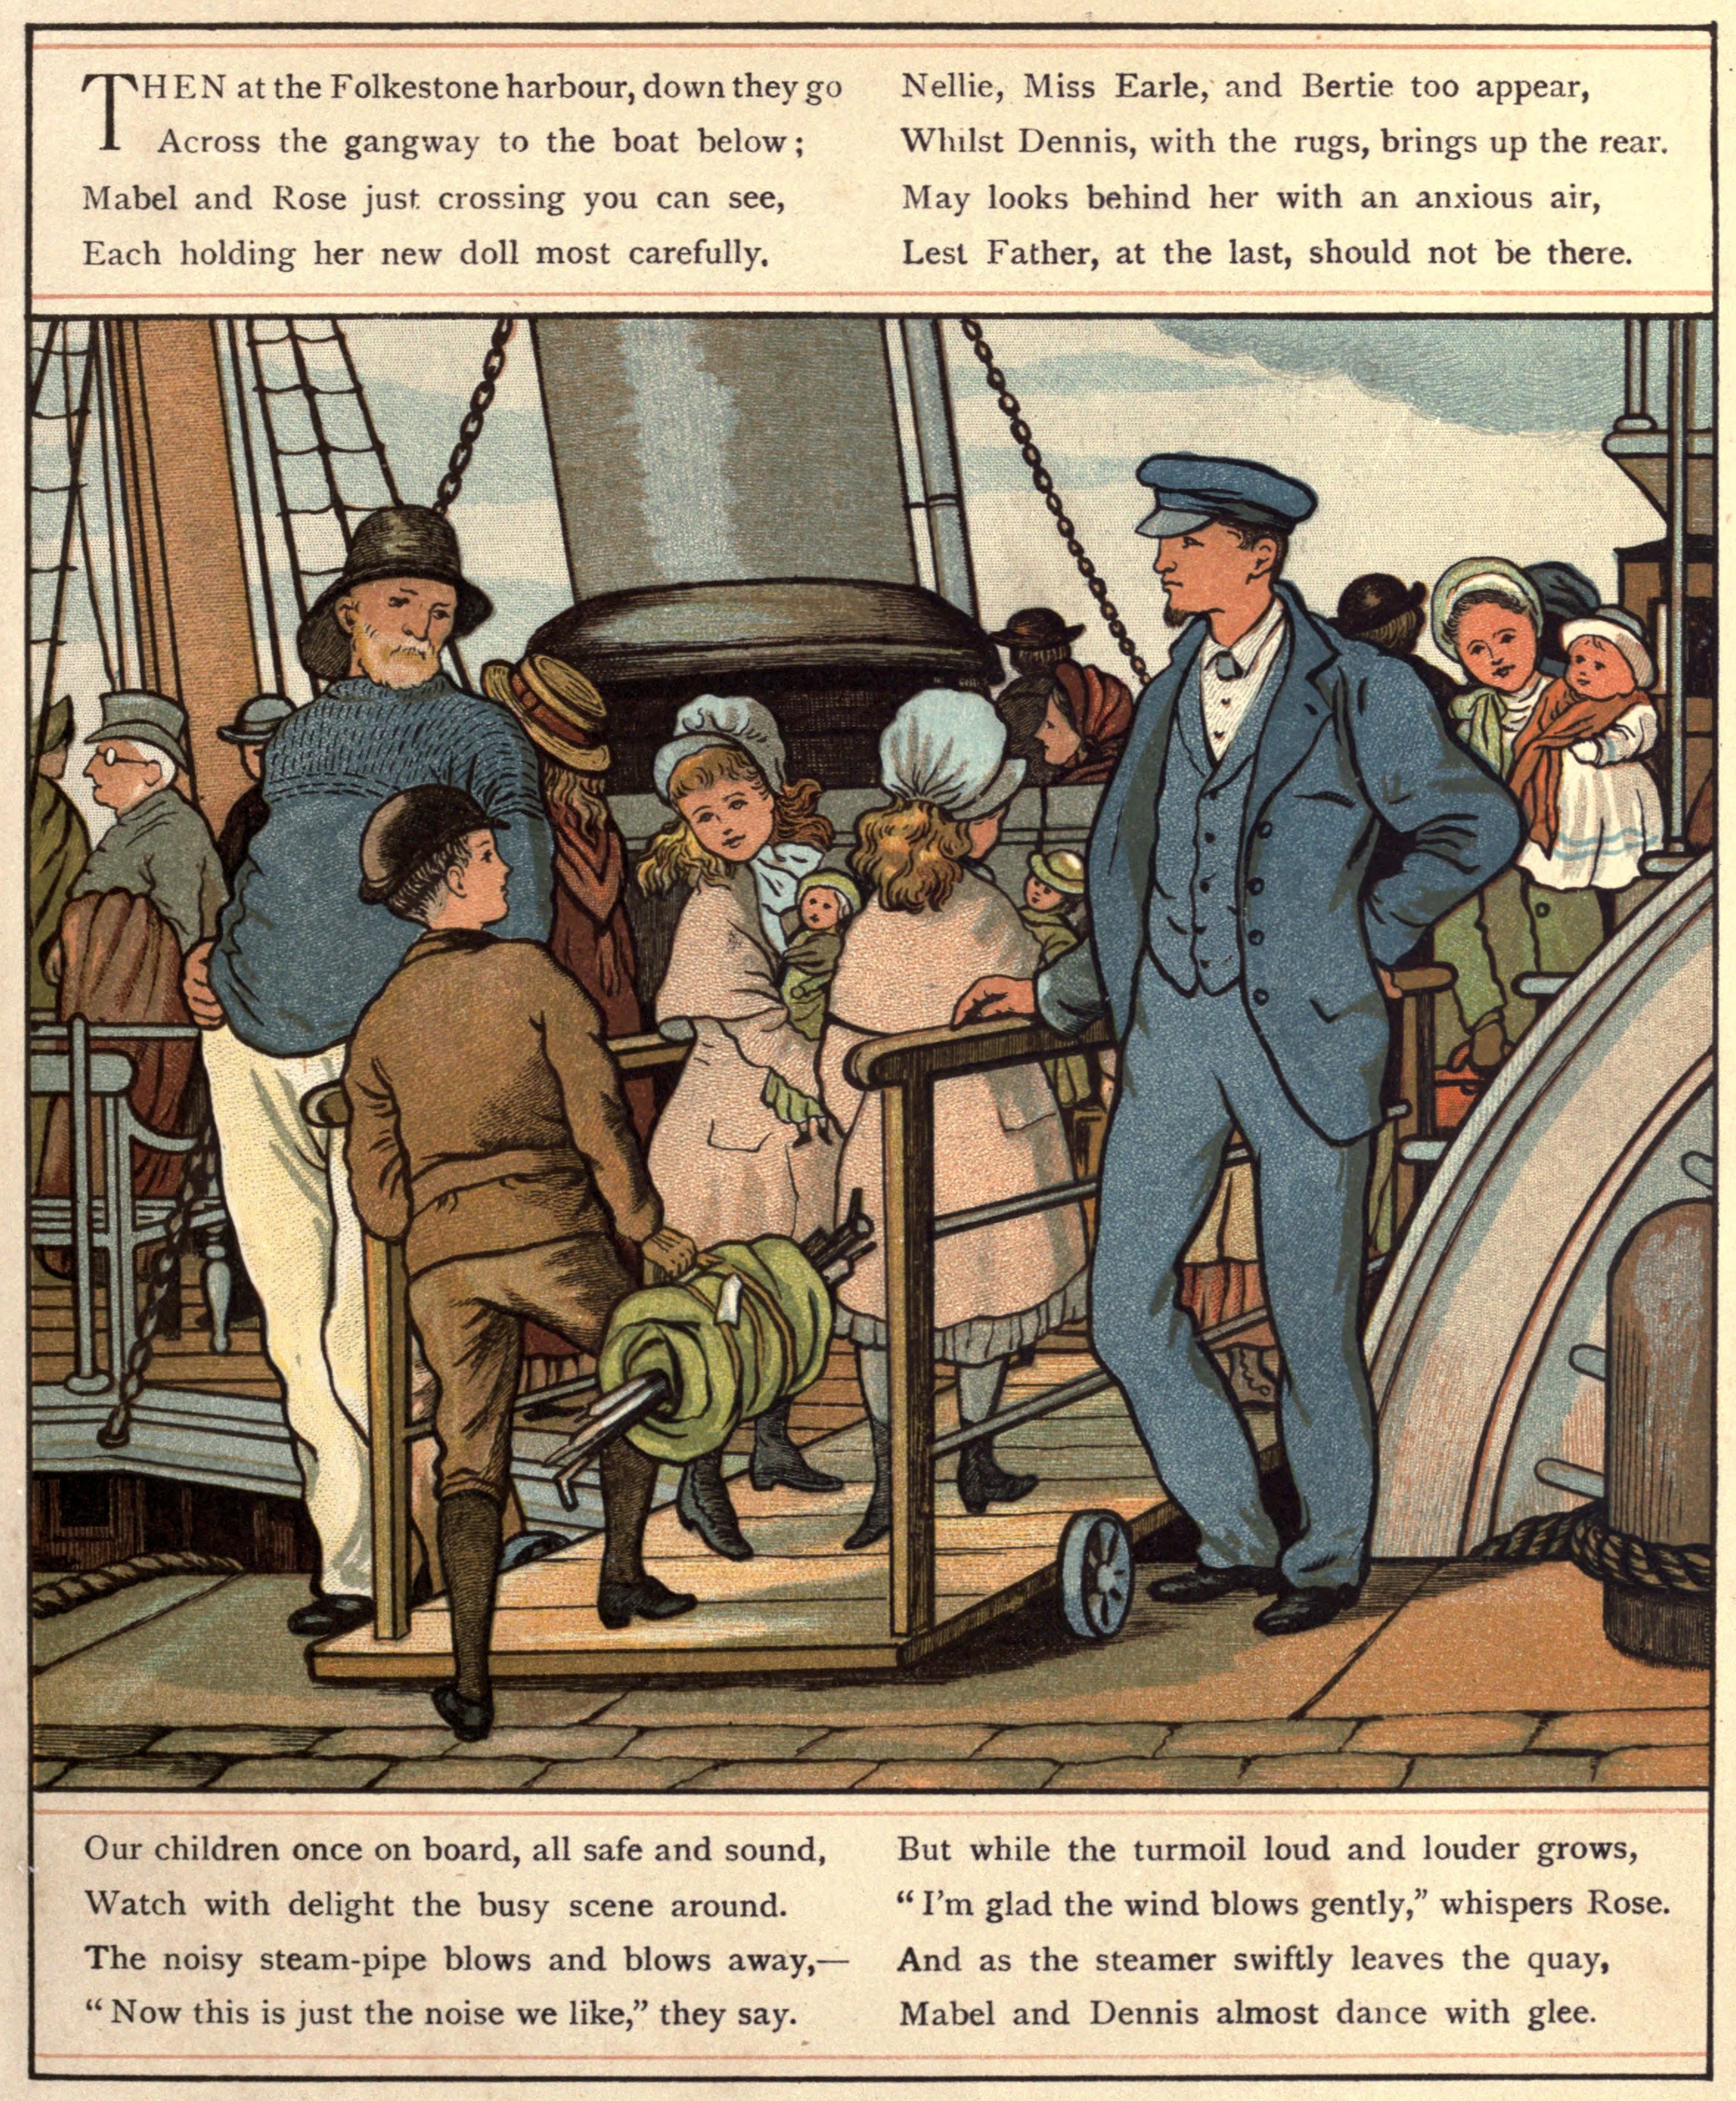 THEN at the Folkestone harbour, down they go
Across the gangway to the boat below;
Mabel and Rose just crossing you can see,
Each holding her new doll most carefully.
Nellie, Miss Earle, and Bertie too appear,
Whilst Dennis, with the rugs, brings up the rear.
May looks behind her with an anxious air,
Lest Father, at the last, should not be there.
Our children once on board, all safe and sound,
Watch with delight the busy scene around.
The noisy steam-pipe blows and blows away,—
“Now this is just the noise we like,” they say.
But while the turmoil loud and louder grows,
“I'm glad the wind blows gently,” whispers Rose.
And as the steamer swiftly leaves the quay,
Mabel and Dennis almost dance with glee.